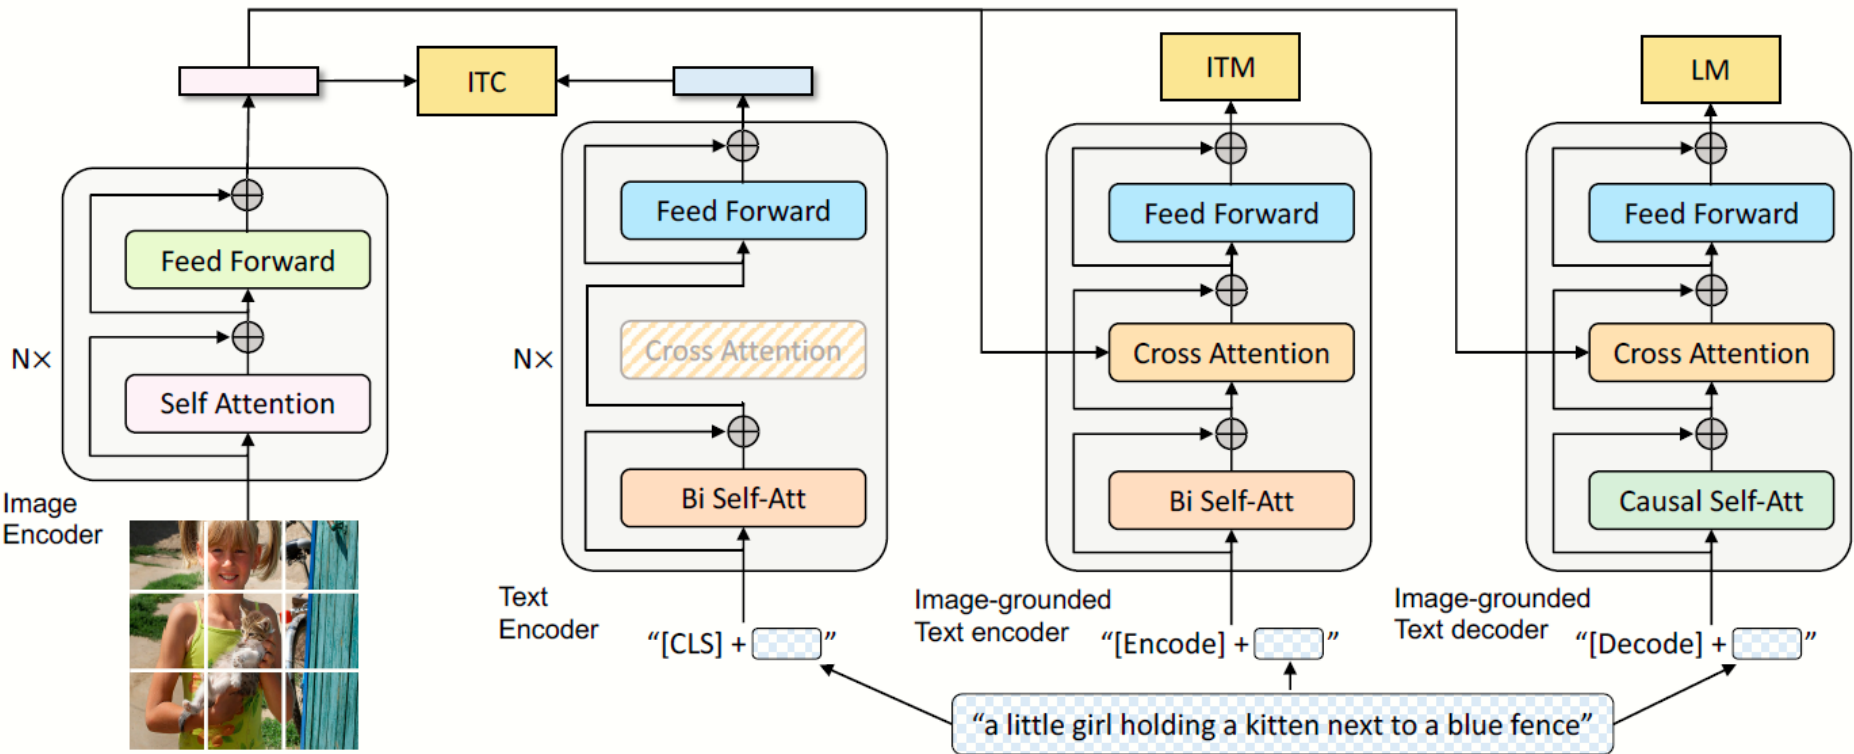 ITC
ITM
LM
Feed Forward
Self Attention
N×
Image
Encoder
Feed Forward
Cross Attention
Bi Self-Att
N×
Text
Encoder
“[CLS] + ”
Feed Forward
Cross Attention
Bi Self-Att
Image-grounded
Text encoder
“[Encode] + ”
Feed Forward
Cross Attention
Causal Self-Att
Image-grounded
Text decoder
“[Decode] + ”
“a little girl holding a kitten next to a blue fence”